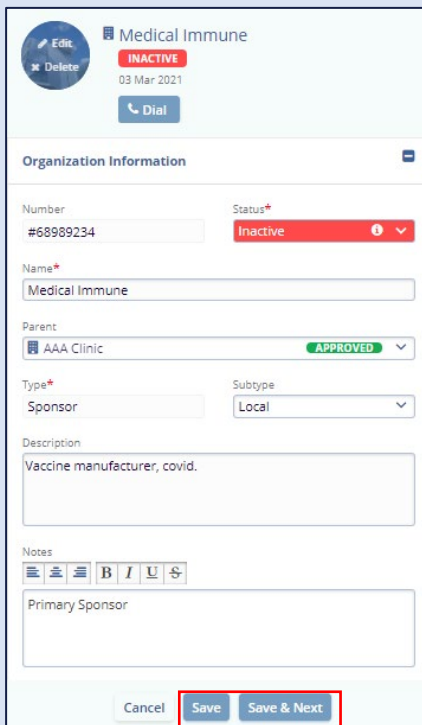 Edit
Delete
Medical Immune
INACTIVE
03 Mar 2021
Dial
Organization Information
Number Status*
#68989234 Inactive
Name*
Medical Immune
Parent
AAA Clinic APPROVED
Type* Subtype
Sponsor Local
Description
Vaccine manufacturer, covid.
Notes
B I U S
Primary Sponsor
Cancel Save Save & Next